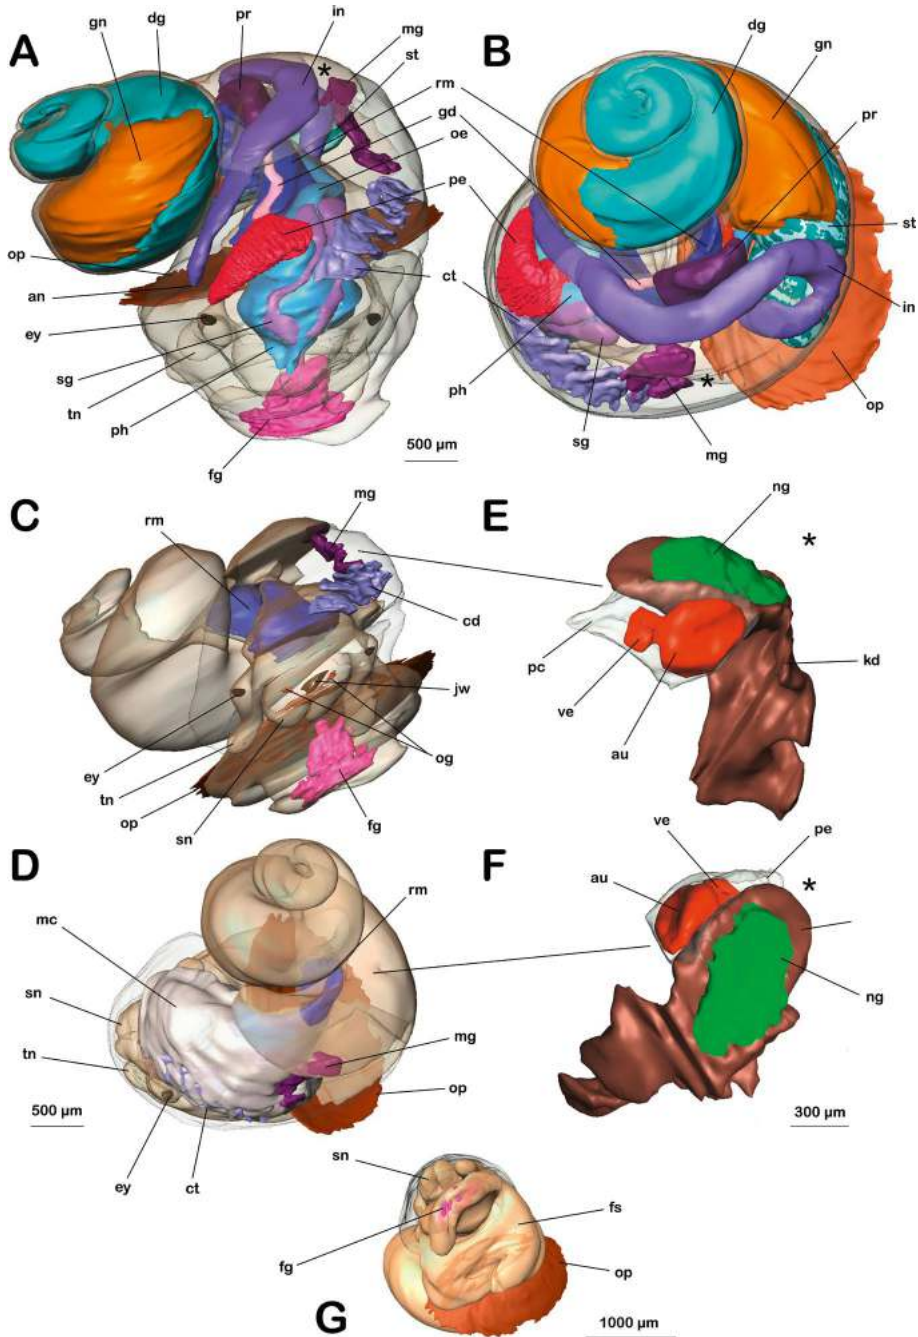 A
gn
dg
pr
in
mg
st
*
rm
gd
oe
pe
op
an
ey
sg
tn
ph
fg
ct
500 µm
B
dg
gn
pr
st
in
op
ct
ph
sg
mg
*
C
rm
mg
cd
jw
og
ey
tn
op
sn
fg
E
ng
*
pc
ve
au
kd
D
mc
rm
sn
tn
mg
op
500 µm
ey
ct
F
ve
pe
au
*
ng
300 µm
sn
fs
fg
op
G
1000 µm